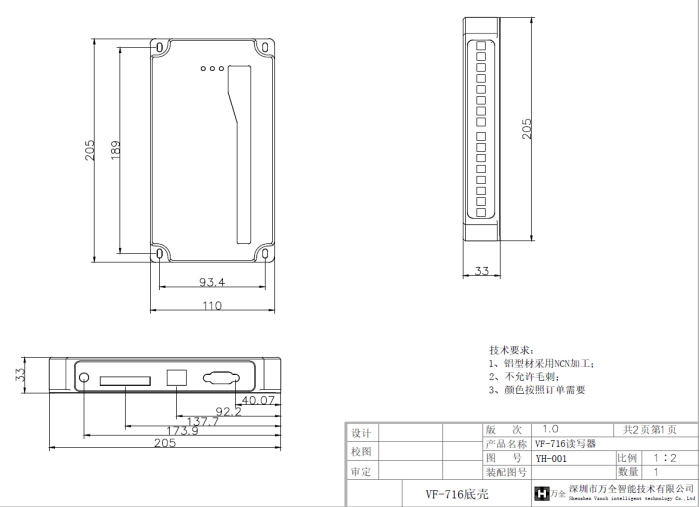 205
189
93.4
110
205
33
33
40.07
92.2
137.7
173.9
205
技术要求:
1、铝型材采用NCN加工;
2、不允许毛刺;
3、颜色按照订单需要
设计
校图
审定
版 次 1.0 共2页第1页
产品名称 VF-716读写器
图 号 YH-001 比例 1:2
装配图号 数量 1
VF-716底壳
万全 深圳市万全智能技术有限公司
Shenzhen Vanch intelligent technology Co.,Ltd